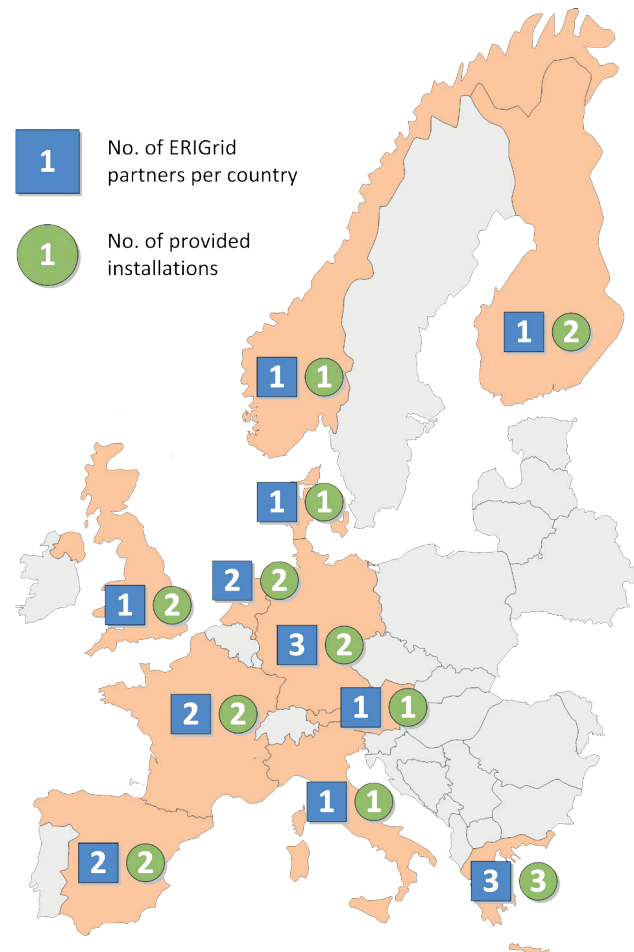 1 No. of ERIGrid
partners per country
1 No. of provided
installations
1 2
1 1
1 1
2 2
1 2
3 2
2 2
1 1
1 1
2 2
3 3